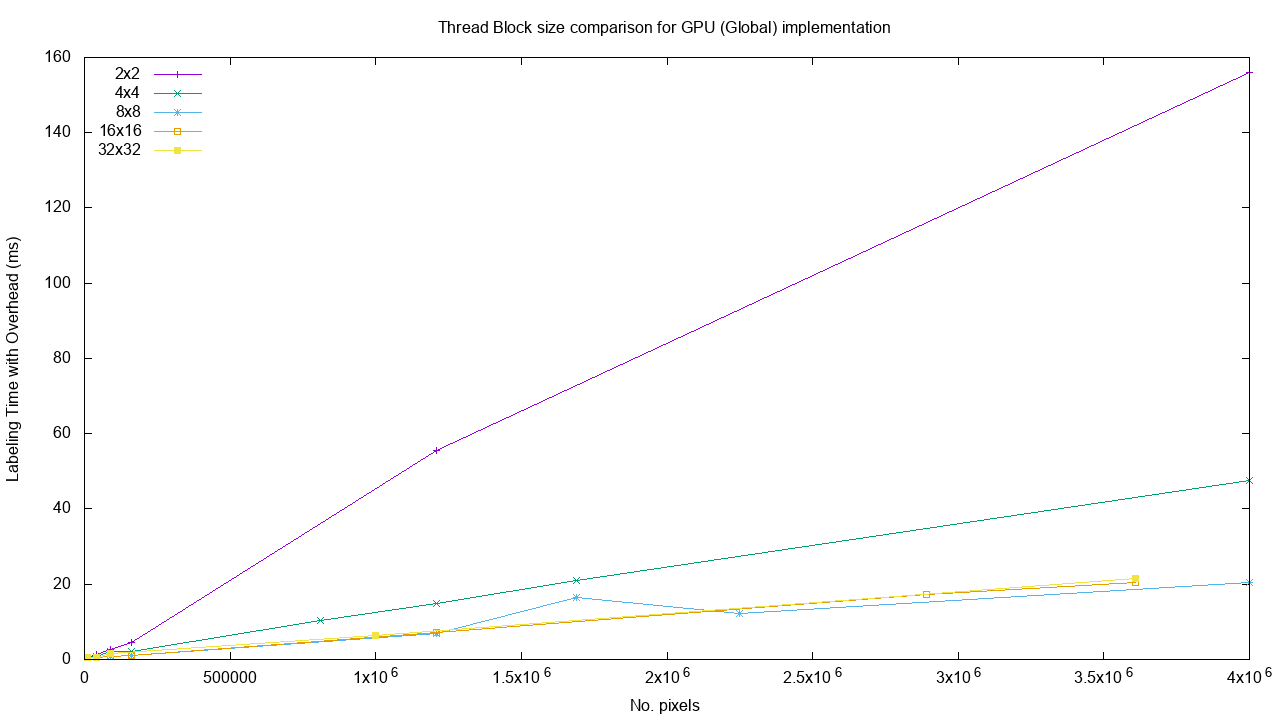 Thread Block size comparison for GPU (Global) implementation
160
140
120
100
80
60
40
20
0
2x2
4x4
8x8
16x16
32x32
Labeling Time with Overhead (ms)
0 500000 1x10^6 1.5x10^6 2x10^6 2.5x10^6 3x10^6 3.5x10^6 4x10^6
No. pixels